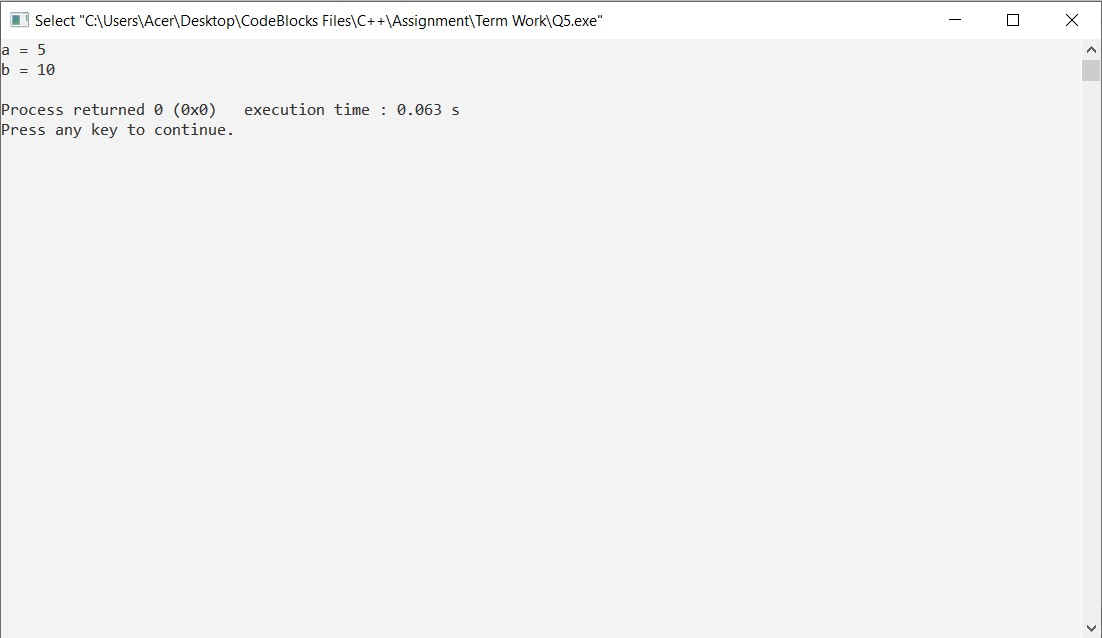 Select "C:\Users\Acer\Desktop\CodeBlocks Files\C++\Assignment\Term Work\Q5.exe"
a = 5
b = 10
Process returned 0 (0x0)   execution time : 0.063 s
Press any key to continue.